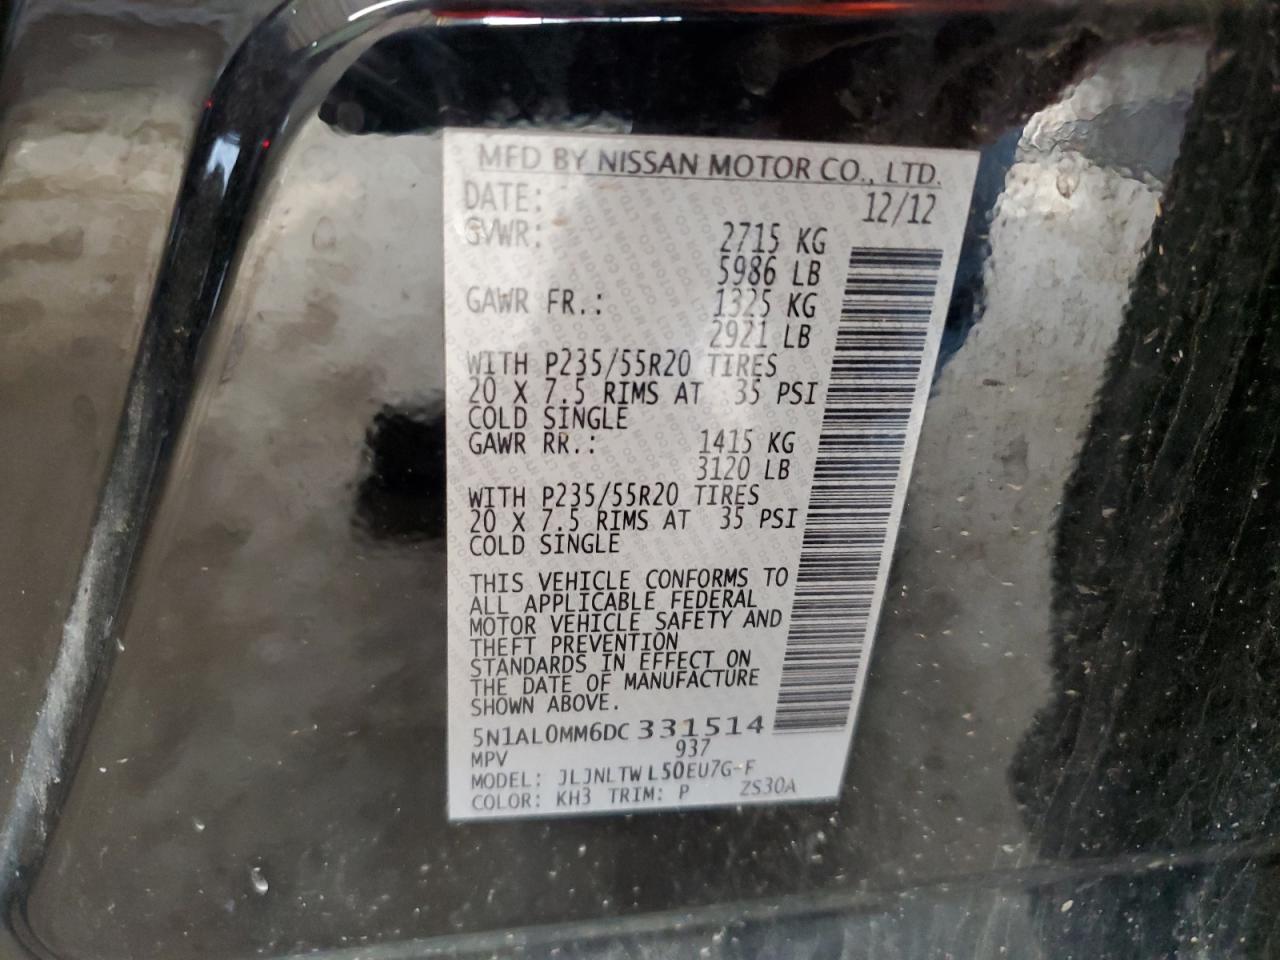 MFD BY NISSAN MOTOR CO., LTD.
DATE: 12/12
GVWR: 2715 KG
5986 LB
GAWR FR.: 1325 KG
2921 LB
WITH P235/55R20 TIRES
20 X 7.5 RIMS AT 35 PSI
COLD SINGLE
GAWR RR.: 1415 KG
3120 LB
WITH P235/55R20 TIRES
20 X 7.5 RIMS AT 35 PSI
COLD SINGLE
THIS VEHICLE CONFORMS TO
ALL APPLICABLE FEDERAL
MOTOR VEHICLE SAFETY AND
THEFT PREVENTION
STANDARDS IN EFFECT ON
THE DATE OF MANUFACTURE
SHOWN ABOVE.
5N1AL0MM6DC 331514
MPV 937
MODEL: JLJNLTWL50EU7G-F
COLOR: KH3 TRIM: P ZS30A